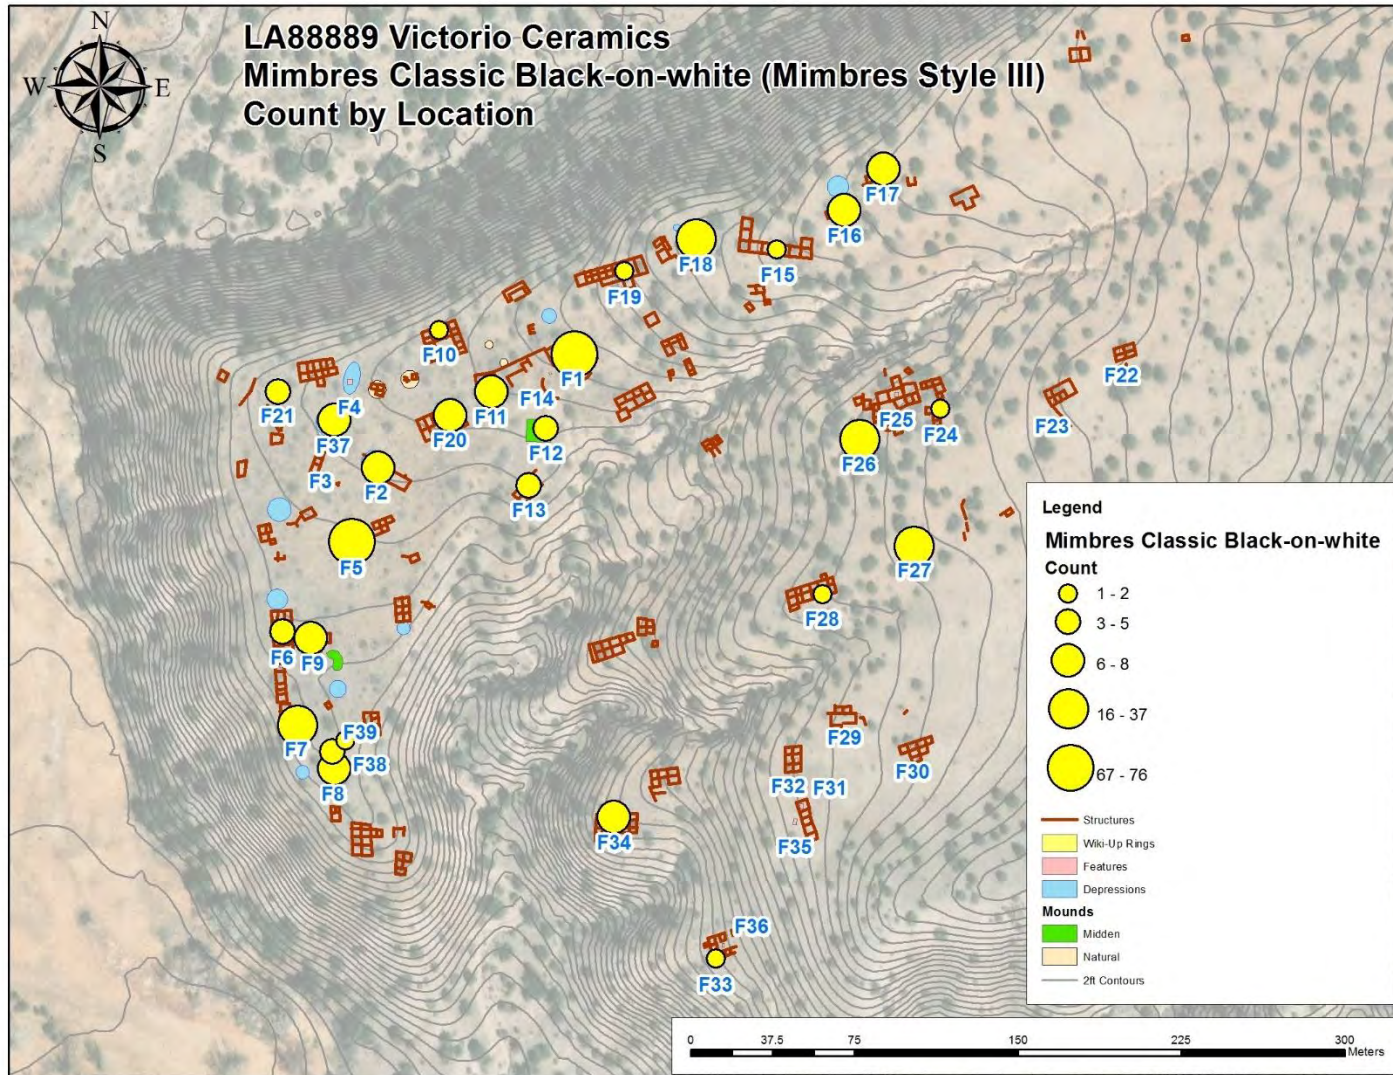 N
W E
S
LA88889 Victorio Ceramics
Mimbres Classic Black-on-white (Mimbres Style III)
Count by Location
F17
F16
F18
F15
F19
F10
F1
F22
F4
F21
F11
F14
F23
F25
F24
F37
F20
F12
F26
F3
F2
F13
F5
F27
F28
F6
F9
F7
F39
F38
F8
F29
F30
F32
F31
F34
F35
F36
F33
Legend
Mimbres Classic Black-on-white
Count
1 - 2
3 - 5
6 - 8
16 - 37
67 - 76
Structures
Wiki-Up Rings
Features
Depressions
Mounds
Midden
Natural
2ft Contours
0 37.5 75 150 225 300
Meters